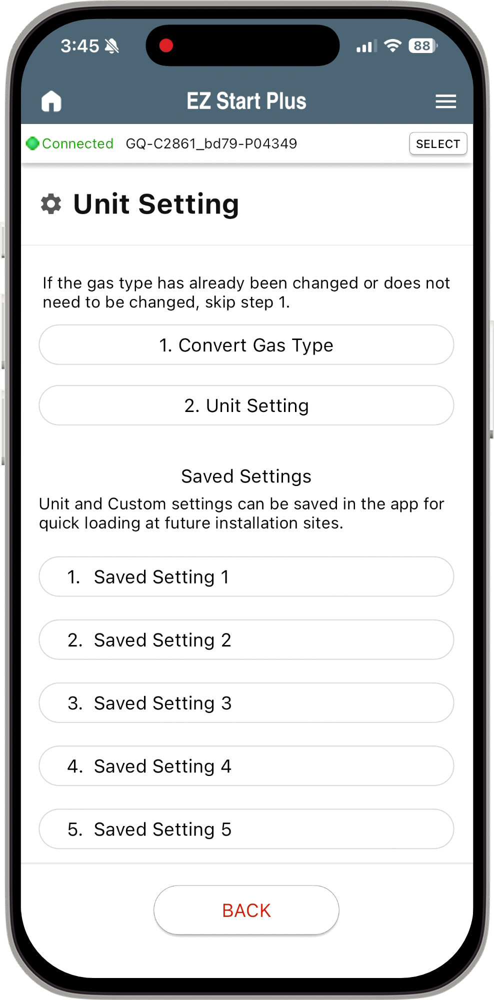 3:45
88
EZ Start Plus
Connected GQ-C2861_bd79-P04349 SELECT
Unit Setting
If the gas type has already been changed or does not
need to be changed, skip step 1.
1. Convert Gas Type
2. Unit Setting
Saved Settings
Unit and Custom settings can be saved in the app for
quick loading at future installation sites.
1. Saved Setting 1
2. Saved Setting 2
3. Saved Setting 3
4. Saved Setting 4
5. Saved Setting 5
BACK